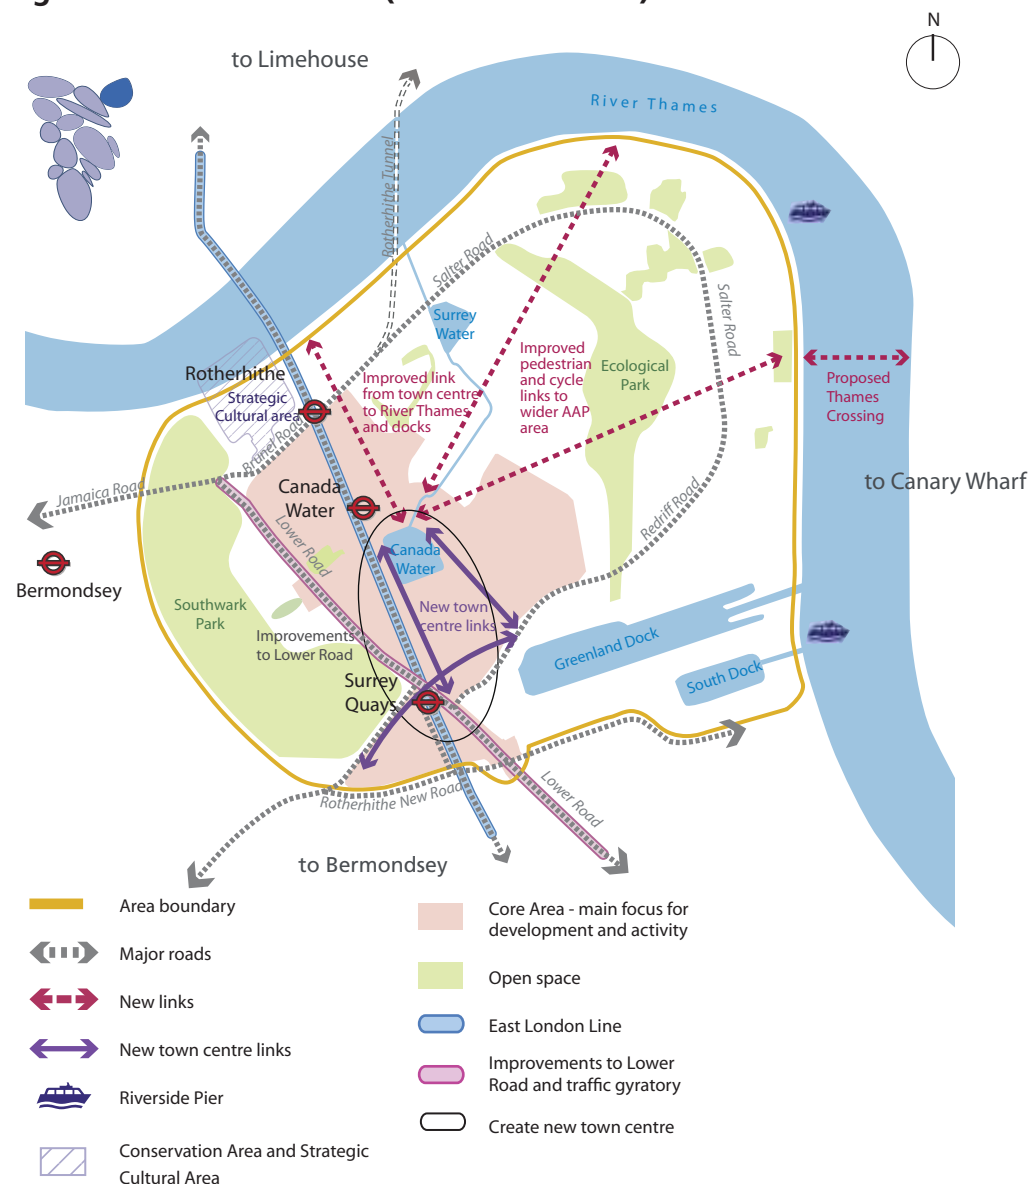 N
to Limehouse
River Thames
Rotherhithe Tunnel
Salter Road
Salter Road
Surrey
Water
Improved
pedestrian
and cycle
links to
wider AAP
area
Ecological
Park
Rotherhithe
Strategic
Cultural area
Improved link
from town centre
to River Thames
and docks
Proposed
Thames
Crossing
Brunel Road
Jamaica Road
Canada
Water
to Canary Wharf
Redriff Road
Lower Road
Canada
Water
Bermondsey
Southwark
Park
New town
centre links
Improvements
to Lower Road
Greenland Dock
South Dock
Surrey
Quays
Rotherhithe New Road
Lower Road
to Bermondsey
Area boundary
Major roads
New links
New town centre links
Riverside Pier
Conservation Area and Strategic
Cultural Area
Core Area - main focus for
development and activity
Open space
East London Line
Improvements to Lower
Road and traffic gyratory
Create new town centre